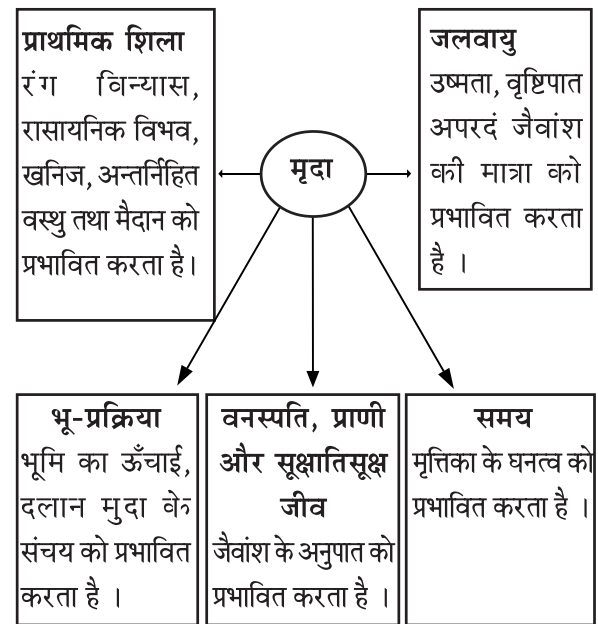 प्राथमिक शिला
रंग विन्यास,
रासायनिक विभव,
खनिज, अन्तर्निहित
वस्थु तथा मैदान को
प्रभावित करता है।
मृदा
जलवायु
उष्मता, वृष्टिपात
अपरदं जैवांश
की मात्रा को
प्रभावित करता
है ।
भू-प्रक्रिया
भूमि का ऊँचाई,
दलान मुदा के
संचय को प्रभावित
करता है ।
वनस्पति, प्राणी
और सूक्षातिसूक्ष
जीव
जैवांश के अनुपात को
प्रभावित करता है ।
समय
मृत्तिका के घनत्व को
प्रभावित करता है ।